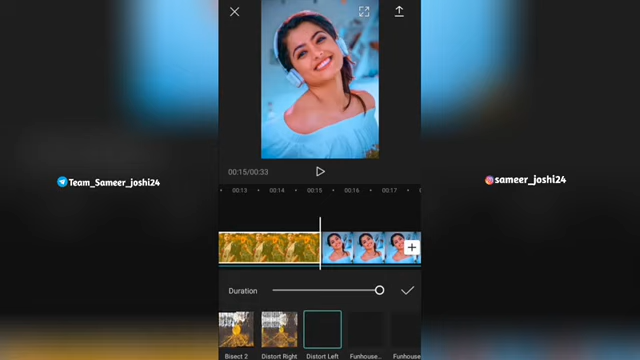 00:15/00:33
00:13
00:14
00:15
00:16
00:17
Team_Sameer_joshi24
sameer_joshi24
Duration
Bisect 2
Distort Right
Distort Left
Funhouse...
Funhouse